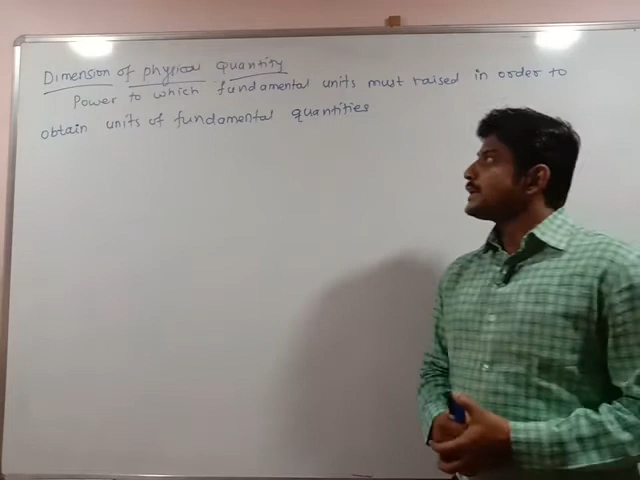 Dimension of physical Quantity
Power to which fundamental units must raised in order to
obtain units of fundamental quantities